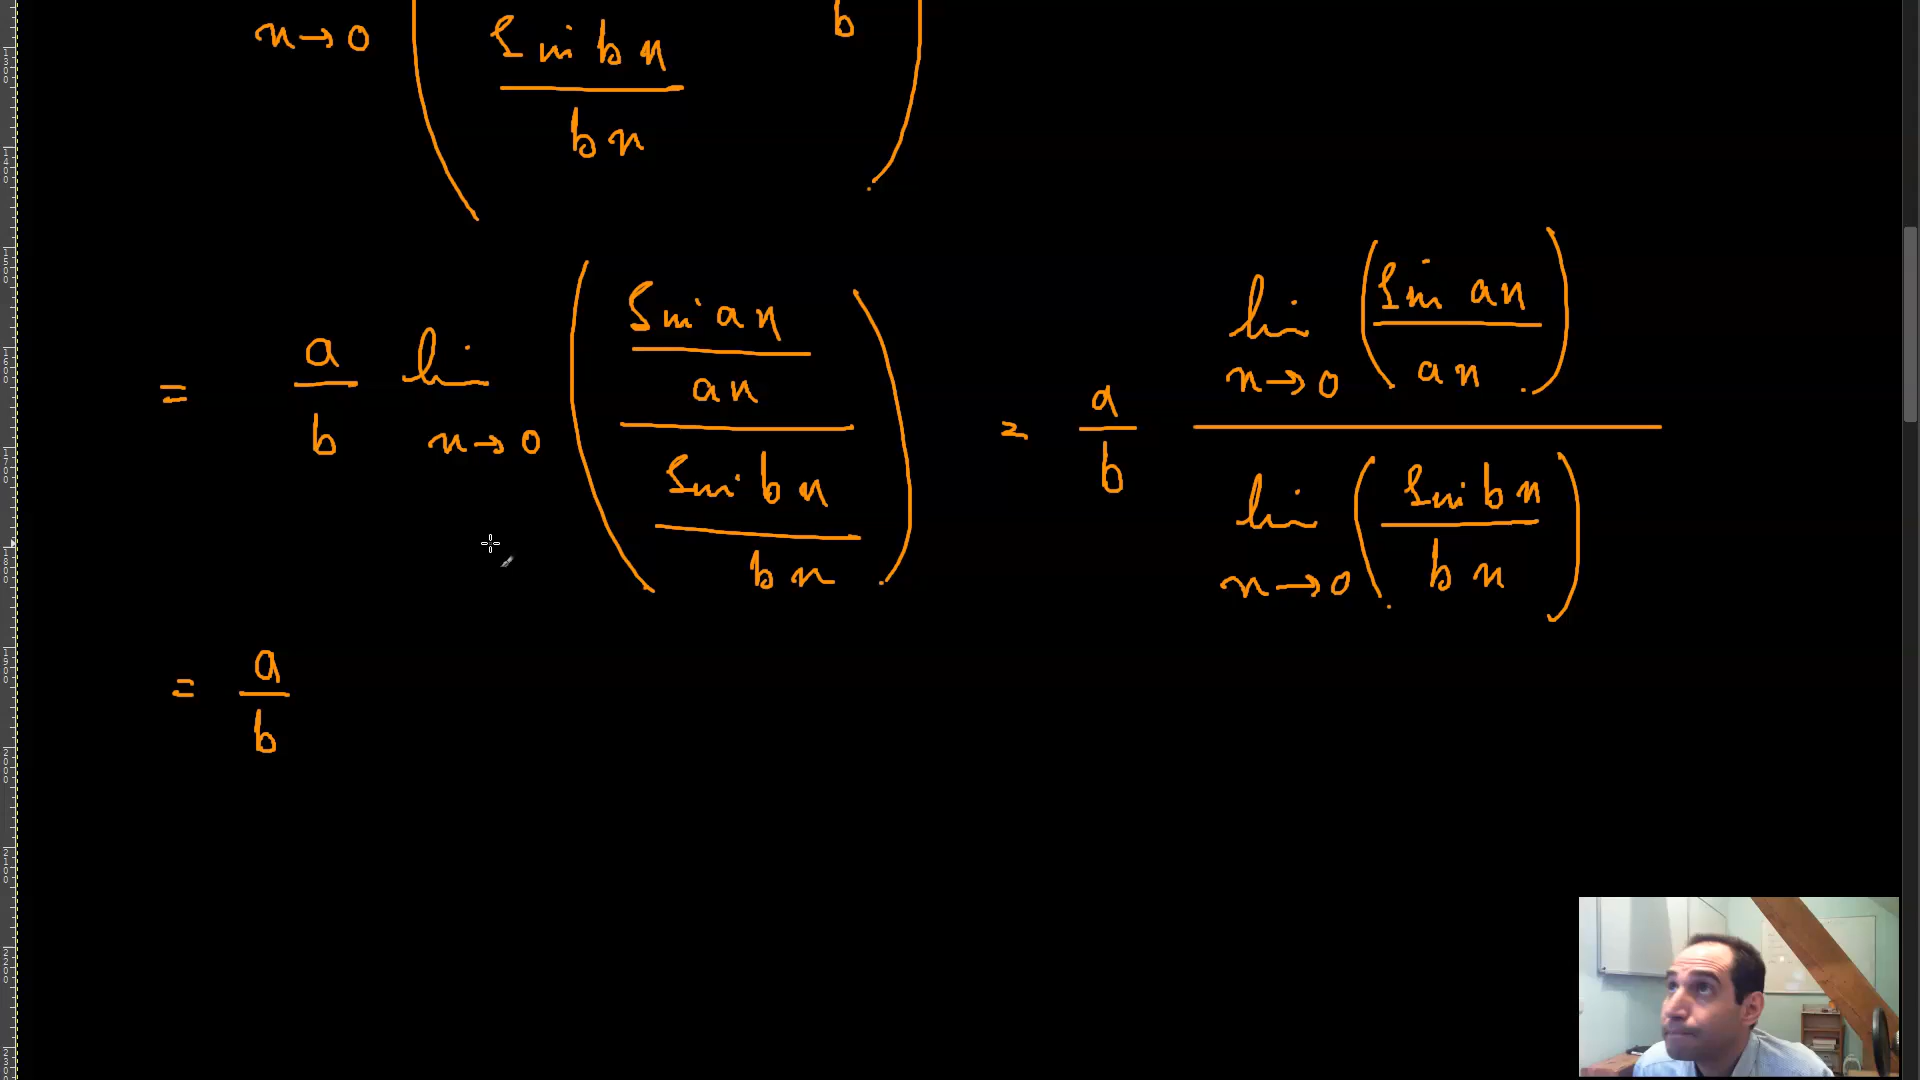 b
x→0 sin bx
bx
= a/b lim x→0 ( (sin ax / ax) / (sin bx / bx) ) = a/b lim x→0 ( sin ax / ax ) / lim x→0 ( sin bx / bx )
= a/b